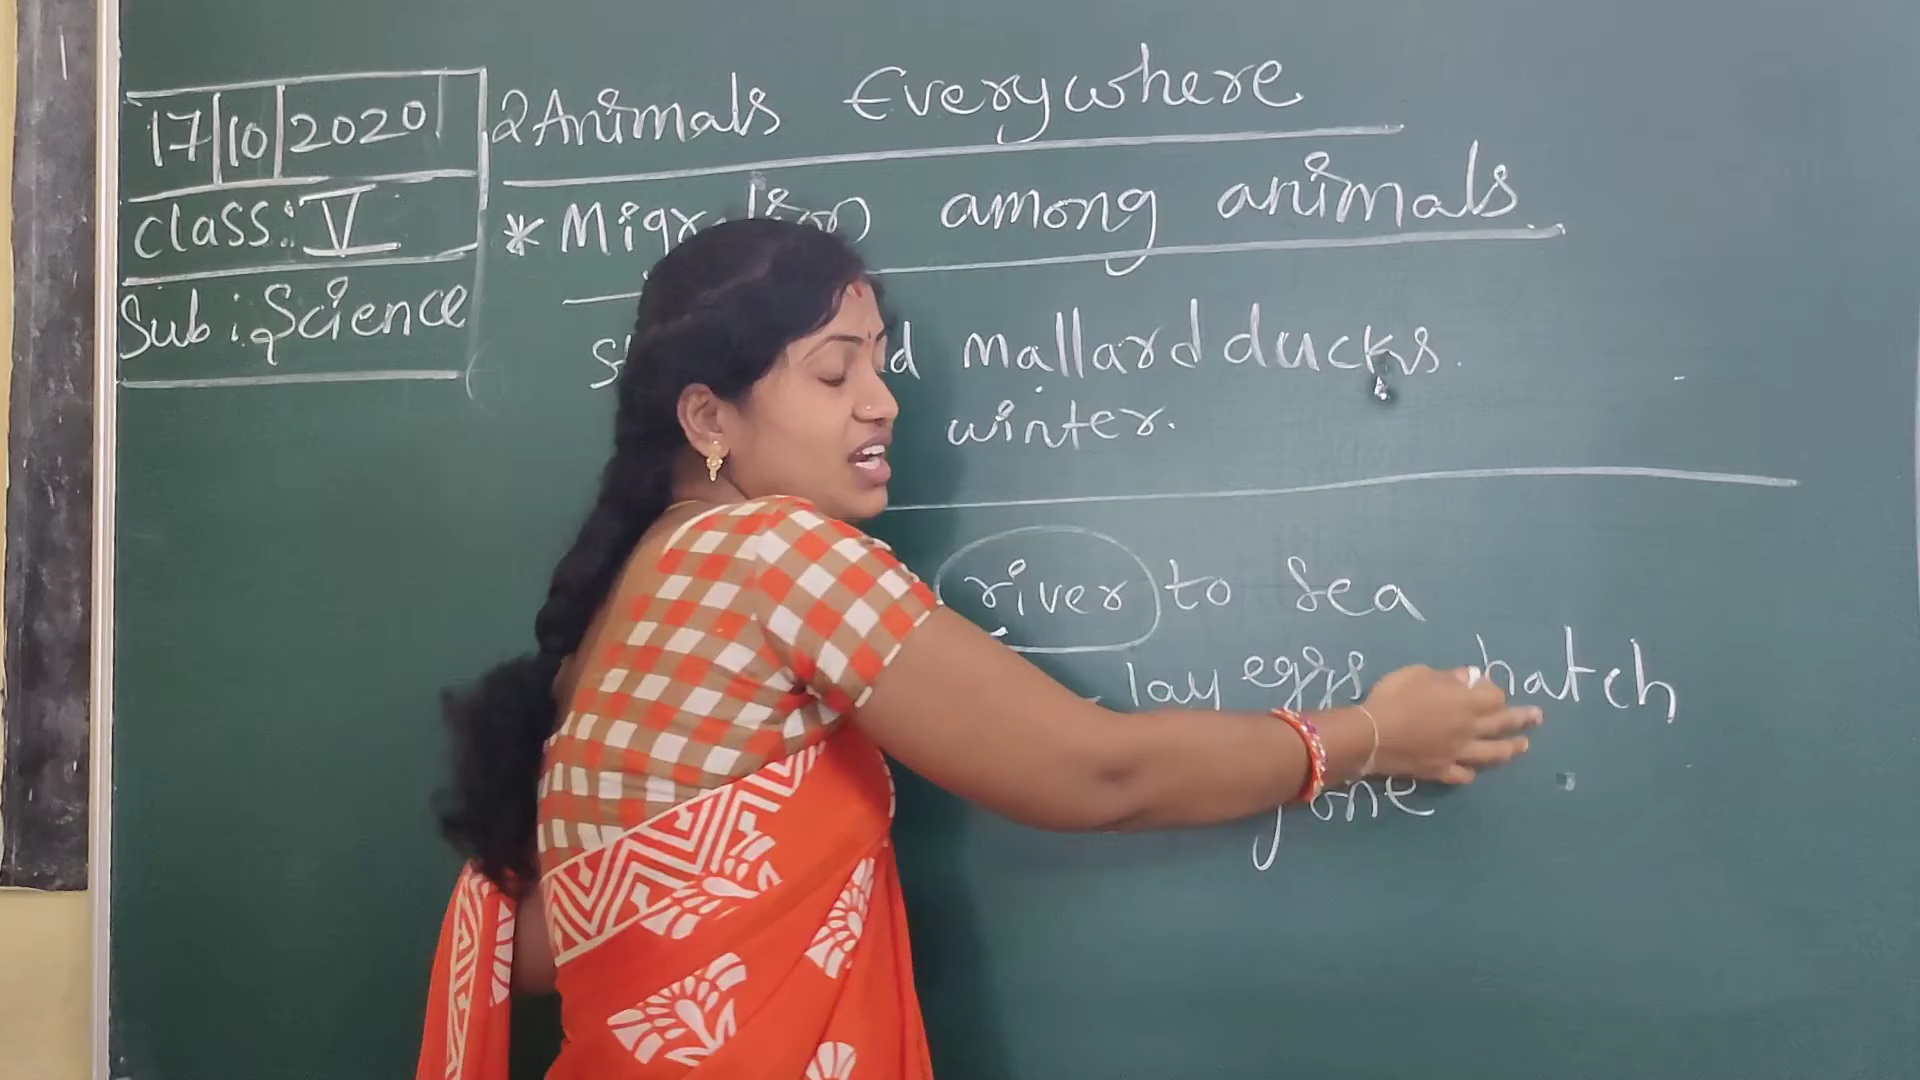 17/10/2020
class: V
Sub: Science
2 Animals Everywhere
* Migration among animals
mallard ducks.
winter.
river to sea
lay eggs hatch